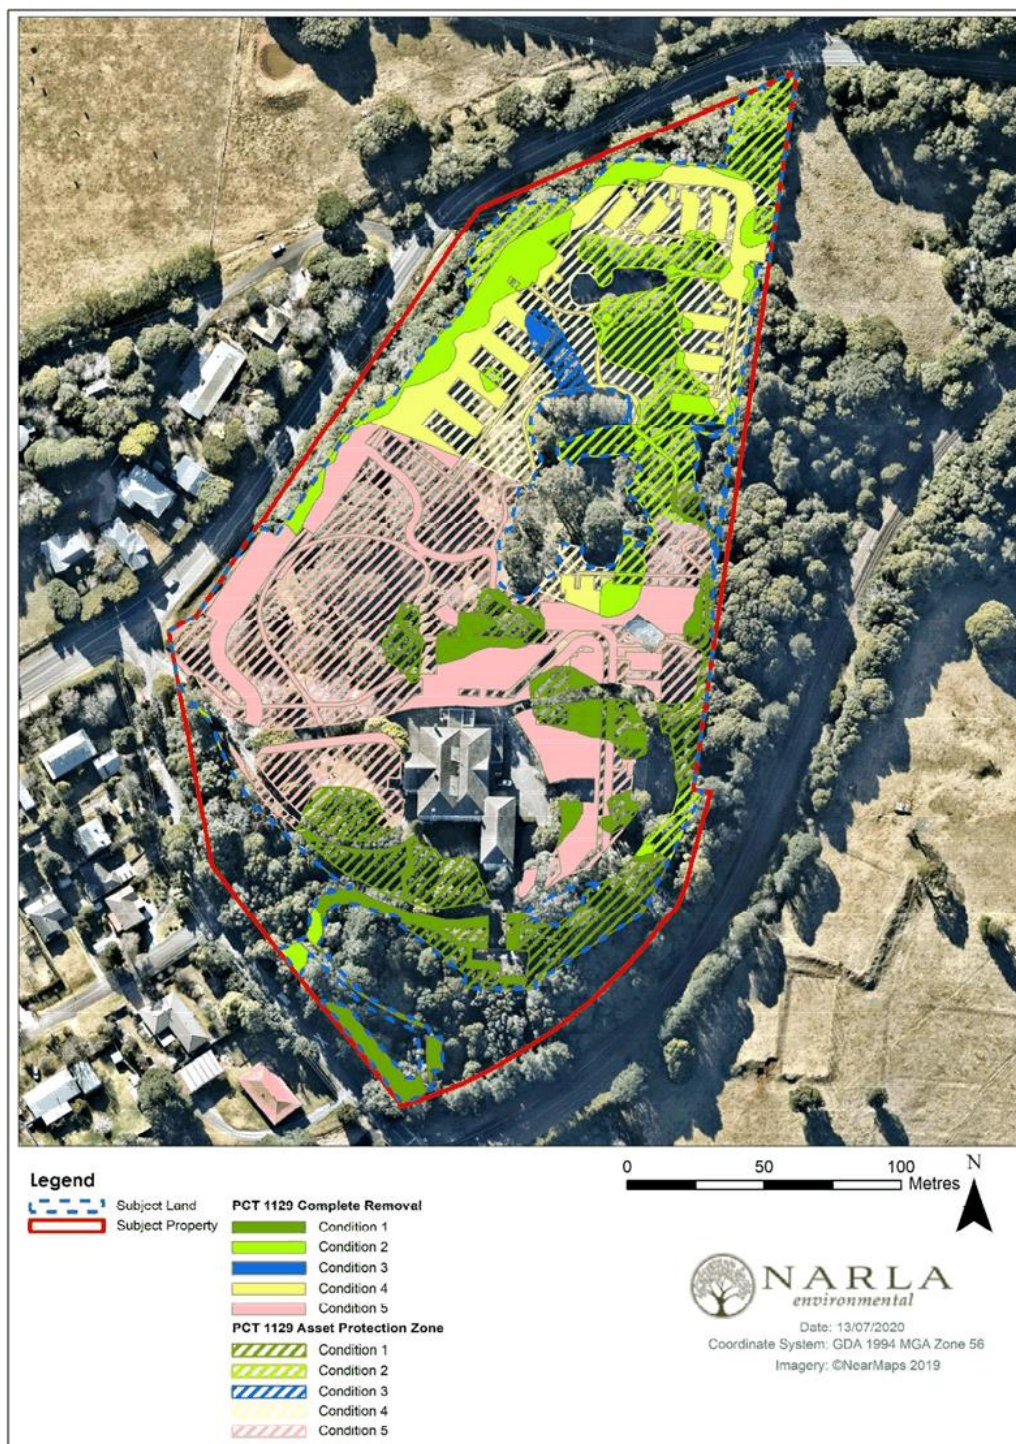 0 50 100
Metres
N
Legend
Subject Land
Subject Property
PCT 1129 Complete Removal
Condition 1
Condition 2
Condition 3
Condition 4
Condition 5
PCT 1129 Asset Protection Zone
Condition 1
Condition 2
Condition 3
Condition 4
Condition 5
NARLA
environmental
Date: 13/07/2020
Coordinate System: GDA 1994 MGA Zone 56
Imagery: ©NearMaps 2019